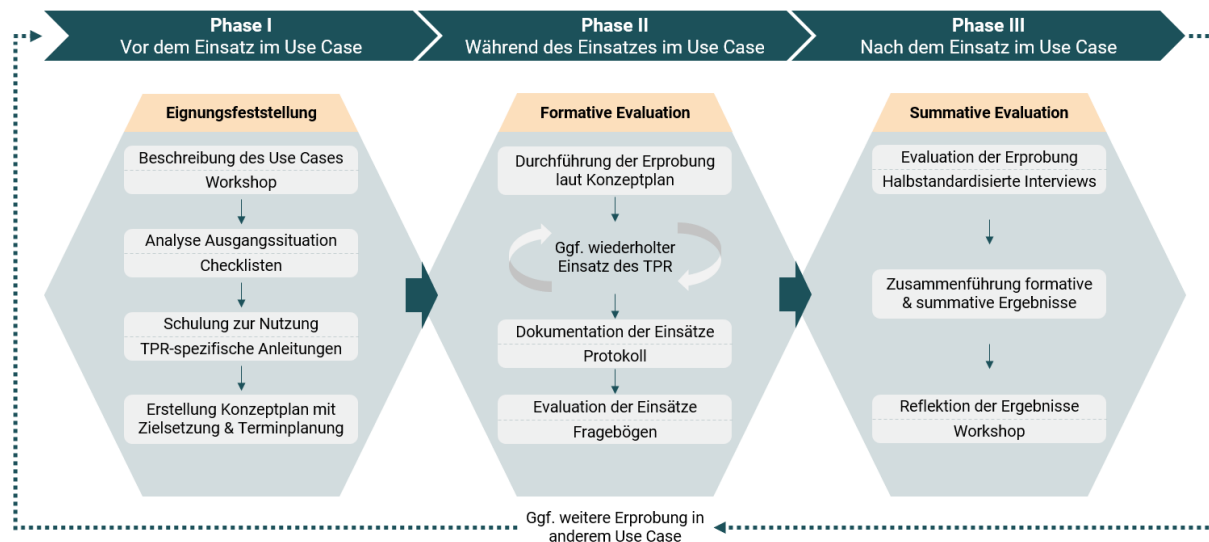 Phase I
Vor dem Einsatz im Use Case
Phase II
Während des Einsatzes im Use Case
Phase III
Nach dem Einsatz im Use Case
Eignungsfeststellung
Beschreibung des Use Cases
Workshop
Analyse Ausgangssituation
Checklisten
Schulung zur Nutzung
TPR-spezifische Anleitungen
Erstellung Konzeptplan mit
Zielsetzung & Terminplanung
Formative Evaluation
Durchführung der Erprobung
laut Konzeptplan
Ggf. wiederholter
Einsatz des TPR
Dokumentation der Einsätze
Protokoll
Evaluation der Einsätze
Fragebögen
Summative Evaluation
Evaluation der Erprobung
Halbstandardisierte Interviews
Zusammenführung formative
& summative Ergebnisse
Reflektion der Ergebnisse
Workshop
Ggf. weitere Erprobung in
anderem Use Case